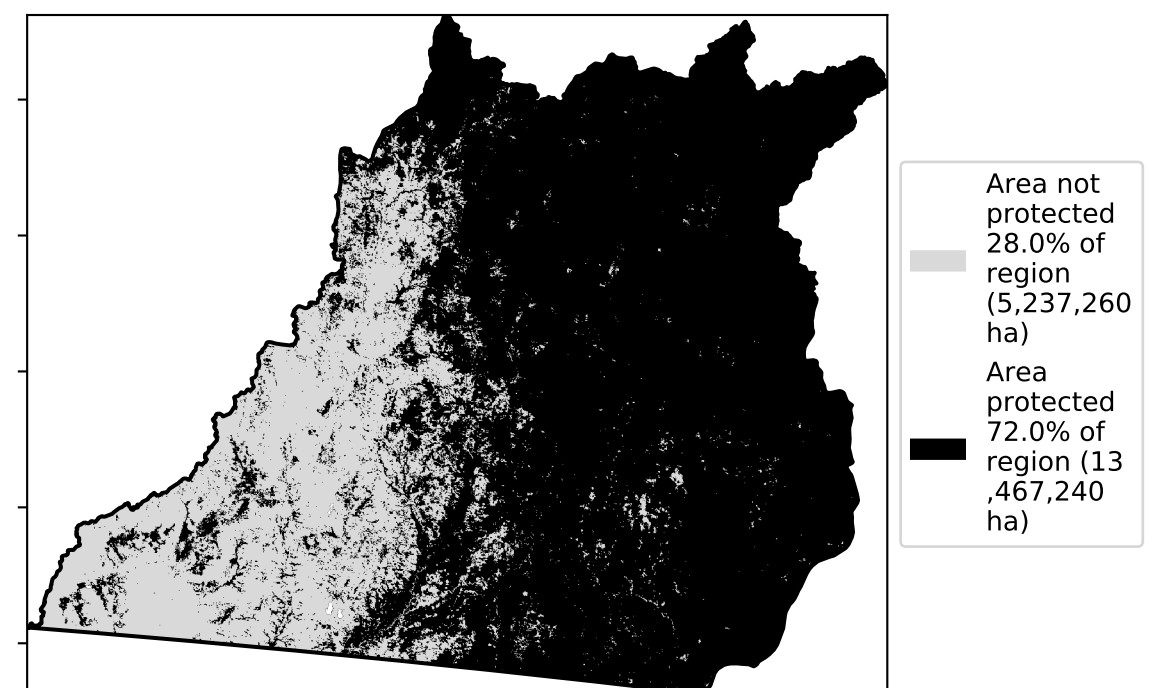 Area not
protected
28.0% of
region
(5,237,260
ha)
Area
protected
72.0% of
region (13
,467,240
ha)